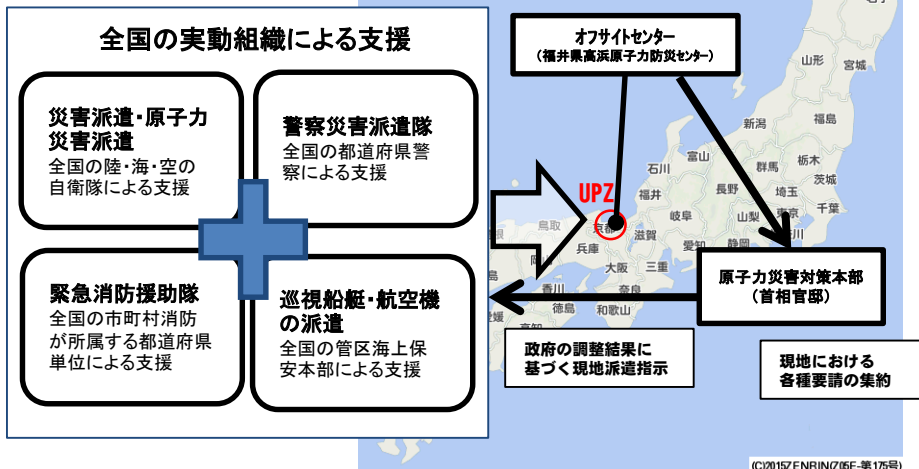 全国の実動組織による支援
災害派遣・原子力
災害派遣
全国の陸・海・空の
自衛隊による支援
警察災害派遣隊
全国の都道府県警
察による支援
緊急消防援助隊
全国の市町村消防
が所属する都道府県
単位による支援
巡視船艇・航空機
の派遣
全国の管区海上保
安本部による支援
オフサイトセンター
(福井県高浜原子力防災センター)
山形
宮城
福島
新潟
富山
石川
群馬
栃木
茨城
UPZ
福井
長野
埼玉
千葉
鳥取
京都
岐阜
山梨
東京
滋賀
兵庫
愛知
静岡
大阪
三重
奈良
香川
徳島
和歌山
原子力災害対策本部
(首相官邸)
政府の調整結果に
基づく現地派遣指示
現地における
各種要請の集約
(C)2015ZENRIN(Z05E-第175号)